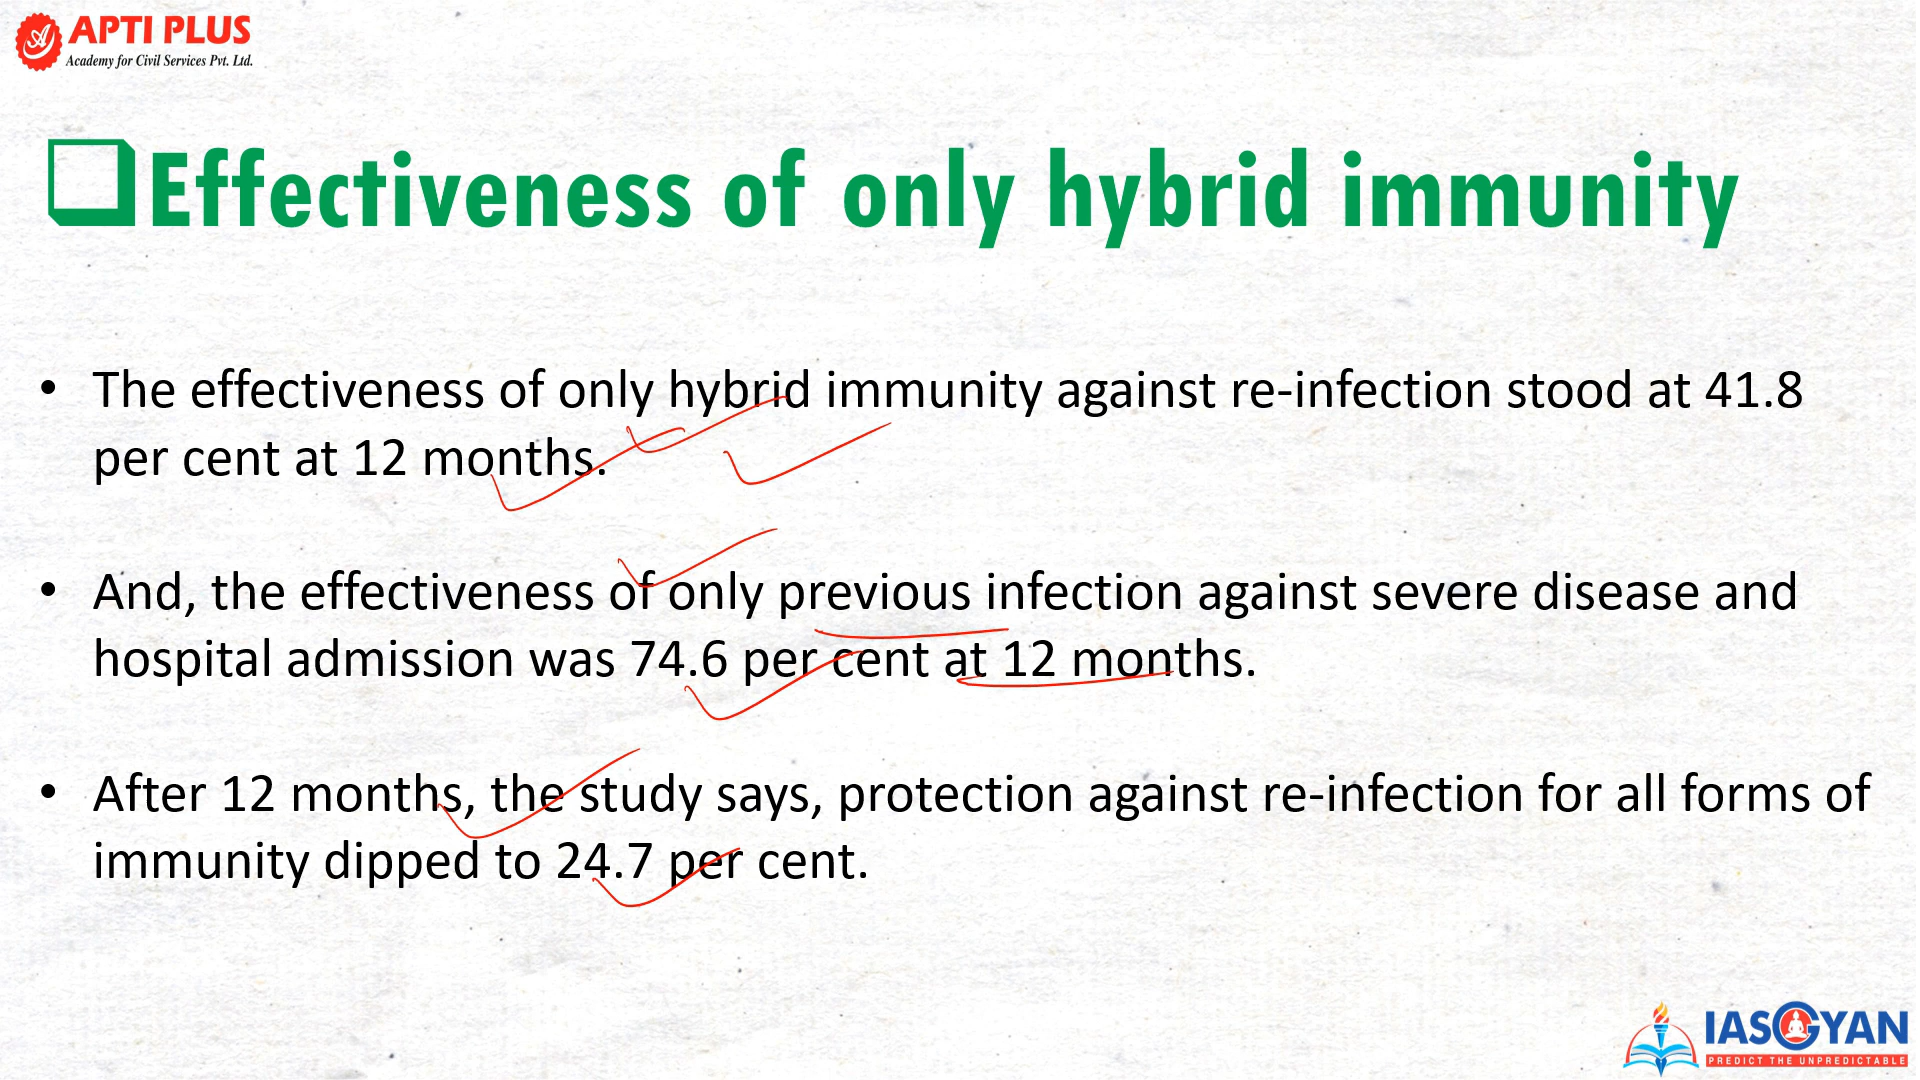 APTI PLUS
Academy for Civil Services Pvt. Ltd.
Effectiveness of only hybrid immunity
• The effectiveness of only hybrid immunity against re-infection stood at 41.8
per cent at 12 months.
• And, the effectiveness of only previous infection against severe disease and
hospital admission was 74.6 per cent at 12 months.
• After 12 months, the study says, protection against re-infection for all forms of
immunity dipped to 24.7 per cent.
IASGYAN
PREDICT THE UNPREDICTABLE